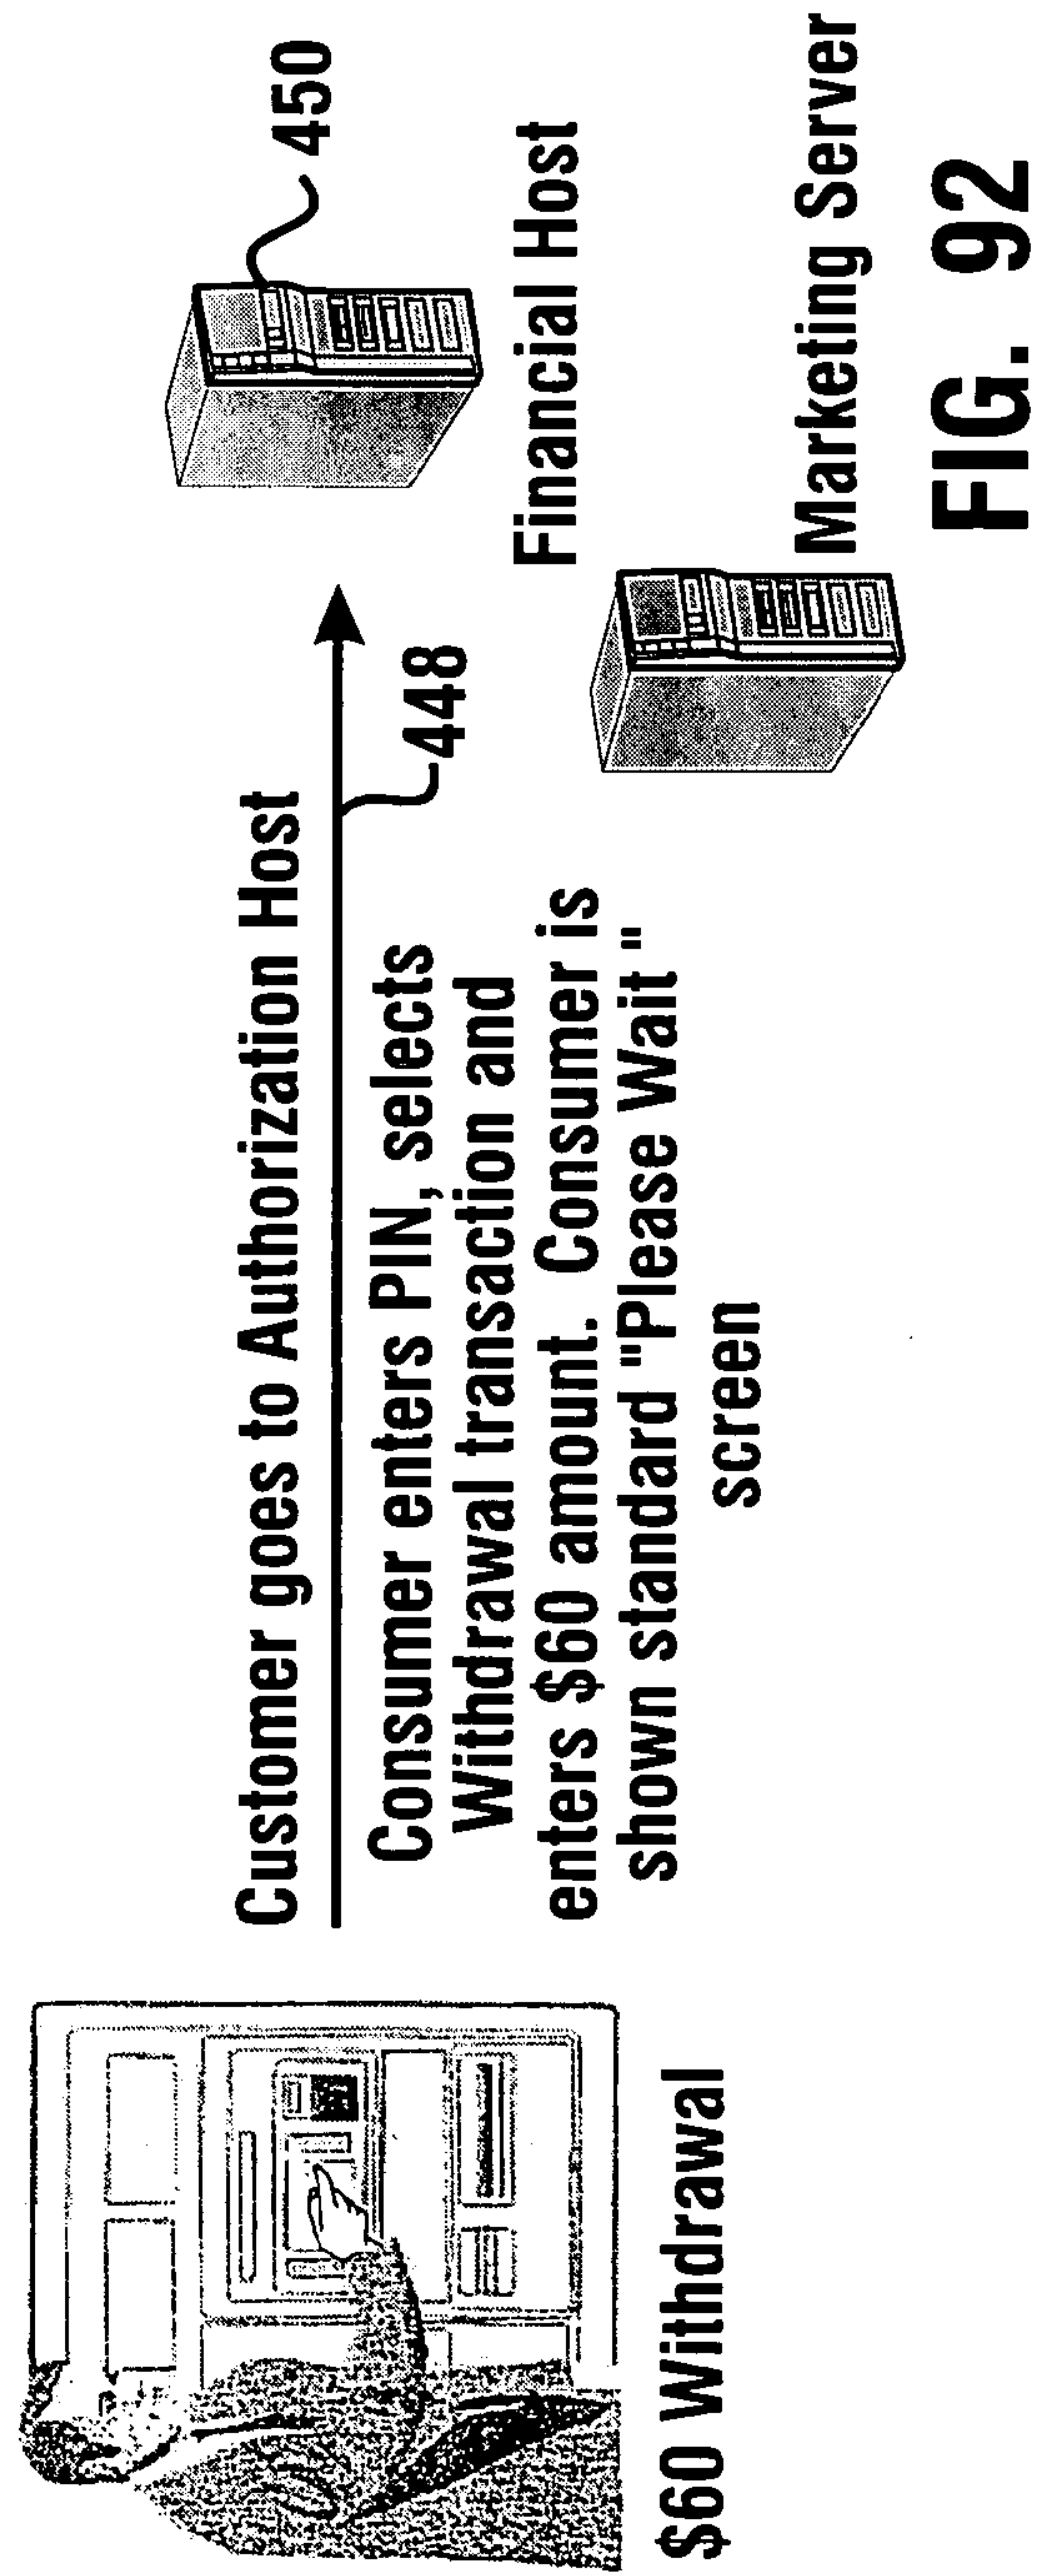 Customer goes to Authorization Host
450
448
Consumer enters PIN, selects
Withdrawal transaction and
enters $60 amount. Consumer is
shown standard "Please Wait "
screen
Financial Host
$60 Withdrawal
Marketing Server
FIG. 92